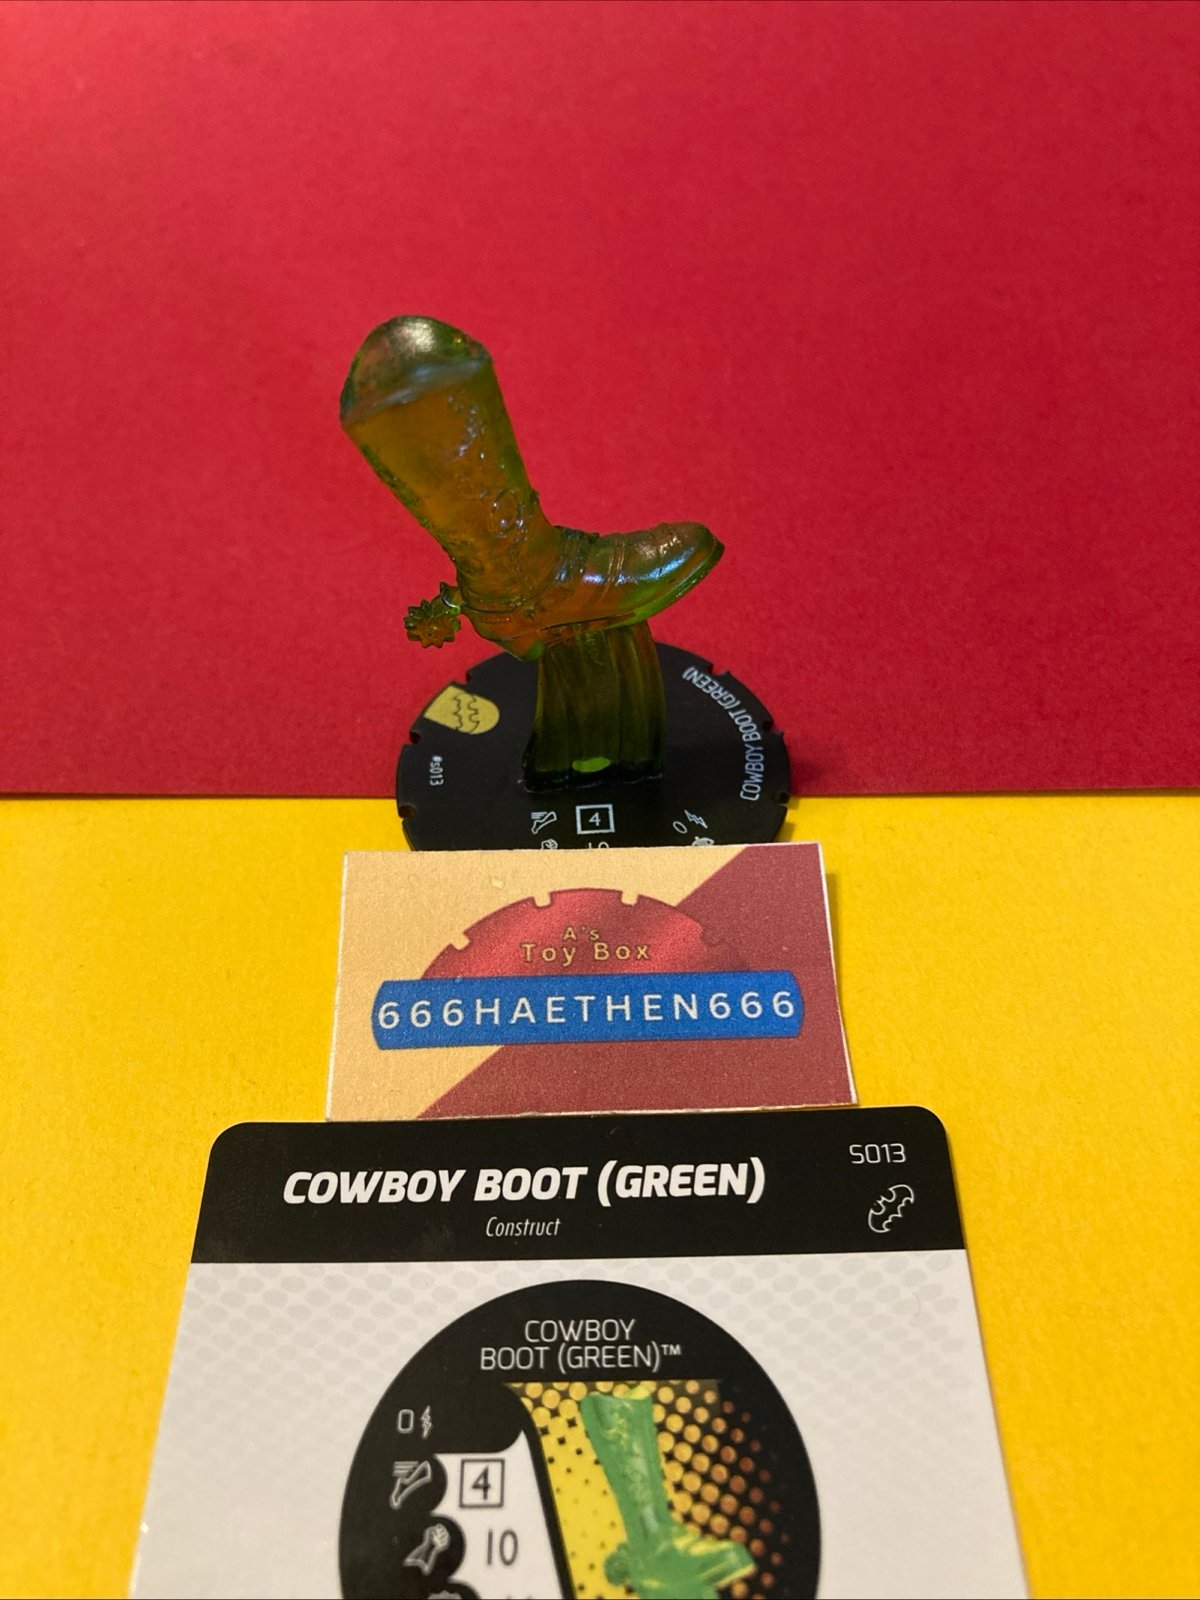 COWBOY BOOT (GREEN)
#s013
4
0
10
A's
Toy Box
666HAETHEN666
COWBOY BOOT (GREEN)
S013
Construct
COWBOY
BOOT (GREEN)™
0
4
10